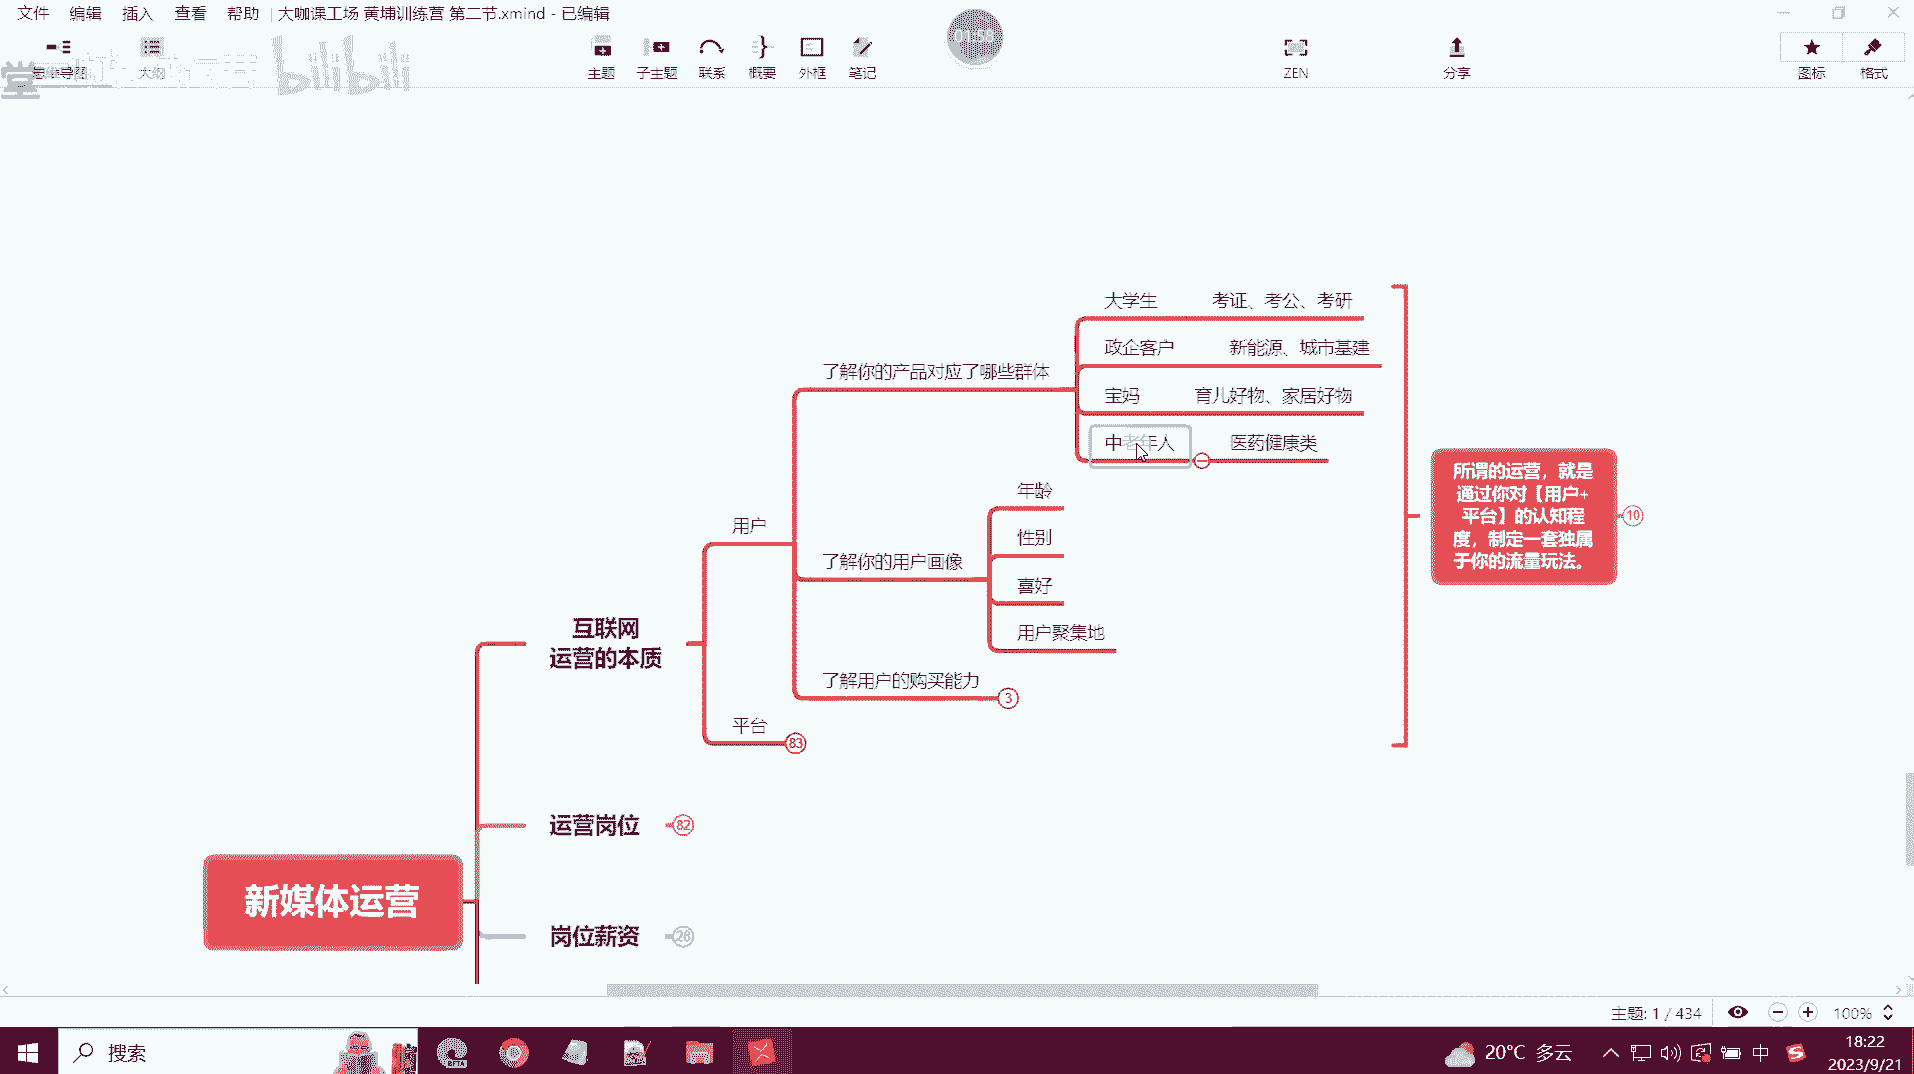 文件 编辑 插入 查看 帮助 大咖课工场 黄埔训练营 第二节.xmind - 已编辑
思维导图 大纲 主题 子主题 联系 概要 外框 笔记 ZEN 分享 图标 格式
bilibili
01:58
大学生 考证、考公、考研
政企客户 新能源、城市基建
了解你的产品对应了哪些群体
宝妈 育儿好物、家居好物
中老年人 医药健康类
年龄
性别
用户
了解你的用户画像
喜好
用户聚集地
了解用户的购买能力 3
平台 83
所谓的运营，就是
通过你对【用户+
平台】的认知程
度，制定一套独属
于你的流量玩法。
10
互联网
运营的本质
运营岗位 82
新媒体运营
岗位薪资 28
主题: 1 / 434 100%
搜索 BETA 20°C 多云 中 18:22
2023/9/21